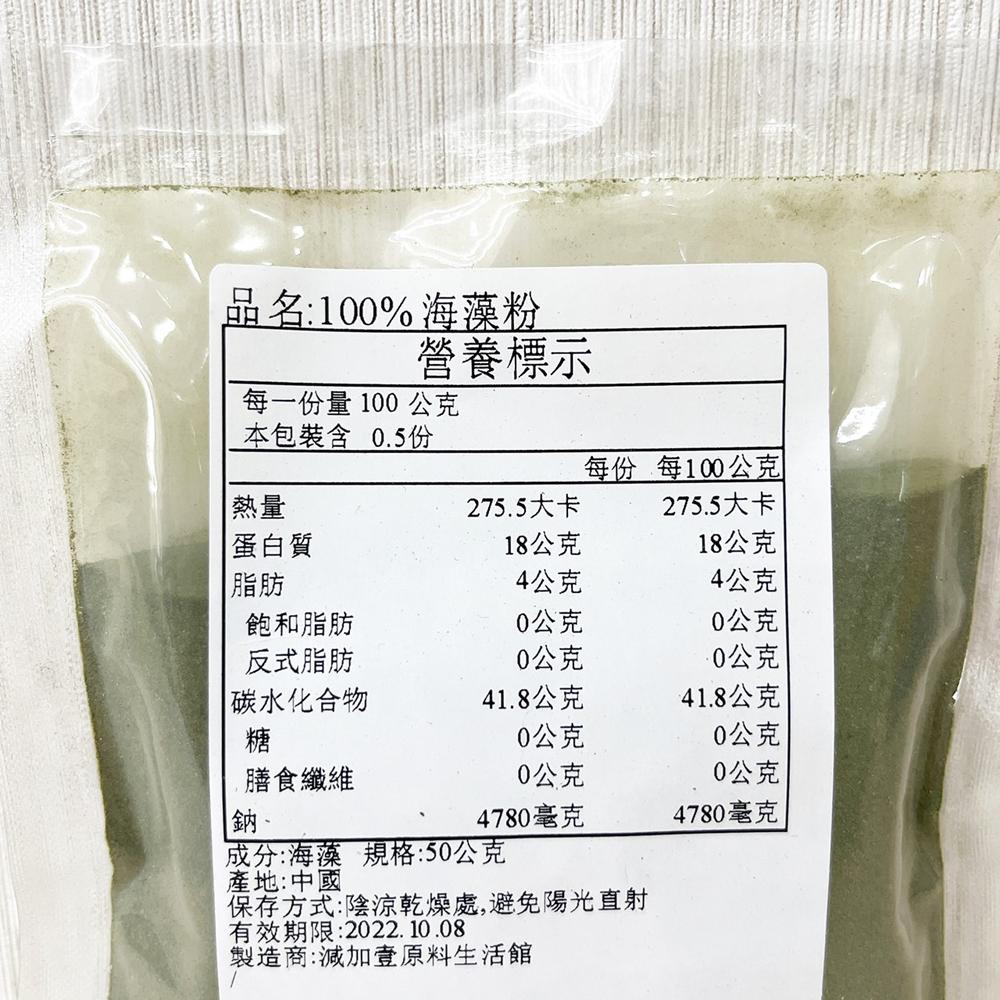 品名:100%海藻粉
營養標示
每一份量 100 公克
本包裝含 0.5份
每份 每100公克
熱量 275.5大卡 275.5大卡
蛋白質 18公克 18公克
脂肪 4公克 4公克
飽和脂肪 0公克 0公克
反式脂肪 0公克 0公克
碳水化合物 41.8公克 41.8公克
糖 0公克 0公克
膳食纖維 0公克 0公克
鈉 4780毫克 4780毫克
成分:海藻 規格:50公克
產地:中國
保存方式:陰涼乾燥處,避免陽光直射
有效期限:2022.10.08
製造商:減加壹原料生活館